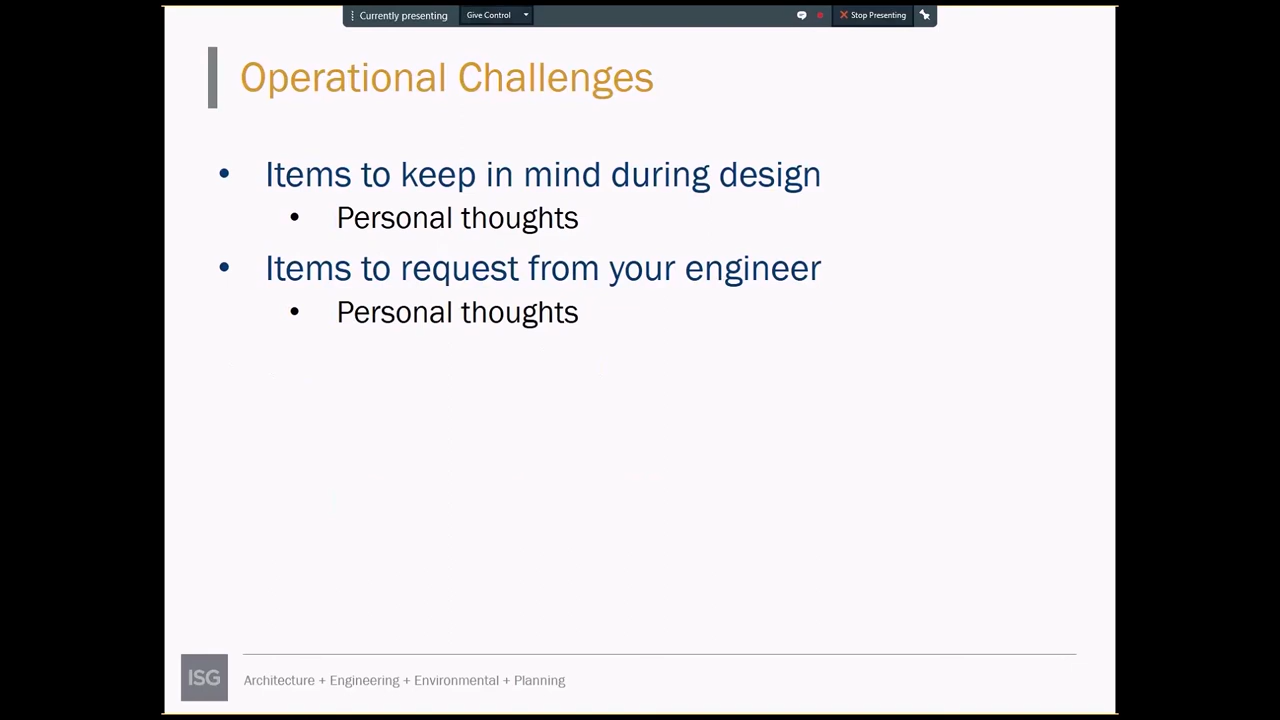 Currently presenting Give Control Stop Presenting
Operational Challenges
• Items to keep in mind during design
• Personal thoughts
• Items to request from your engineer
• Personal thoughts
ISG Architecture + Engineering + Environmental + Planning